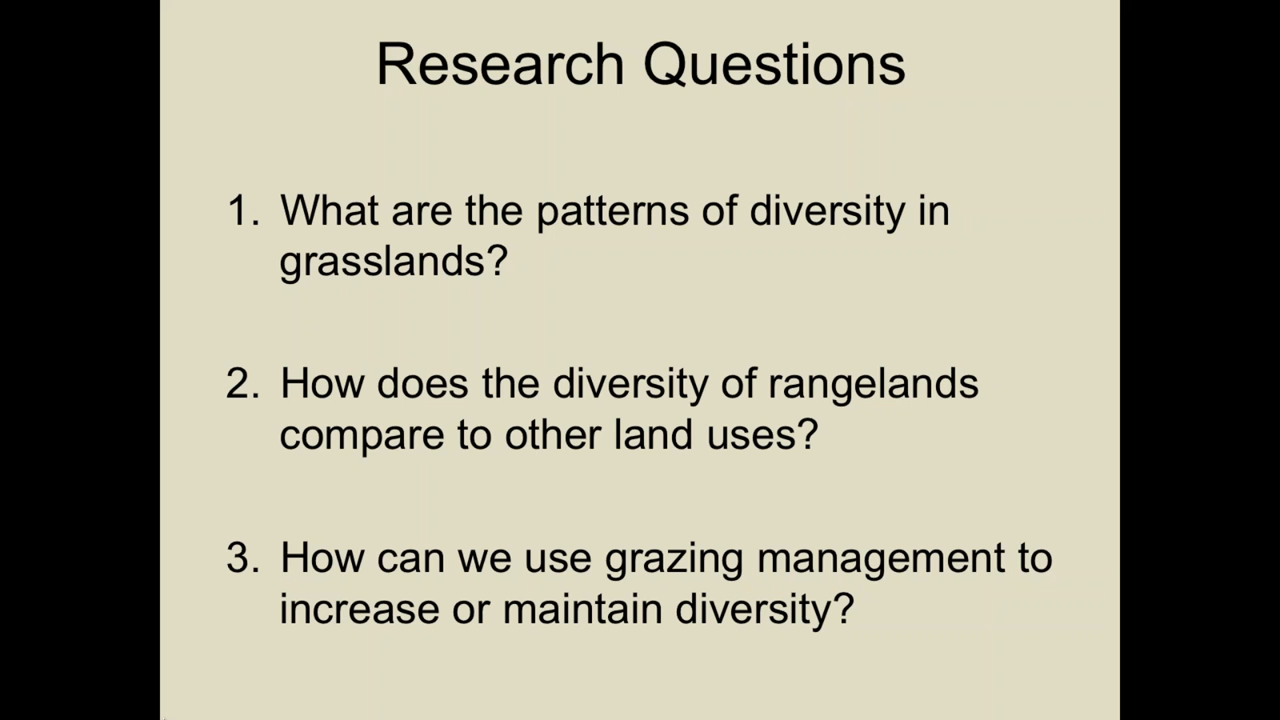 Research Questions
1. What are the patterns of diversity in
grasslands?
2. How does the diversity of rangelands
compare to other land uses?
3. How can we use grazing management to
increase or maintain diversity?